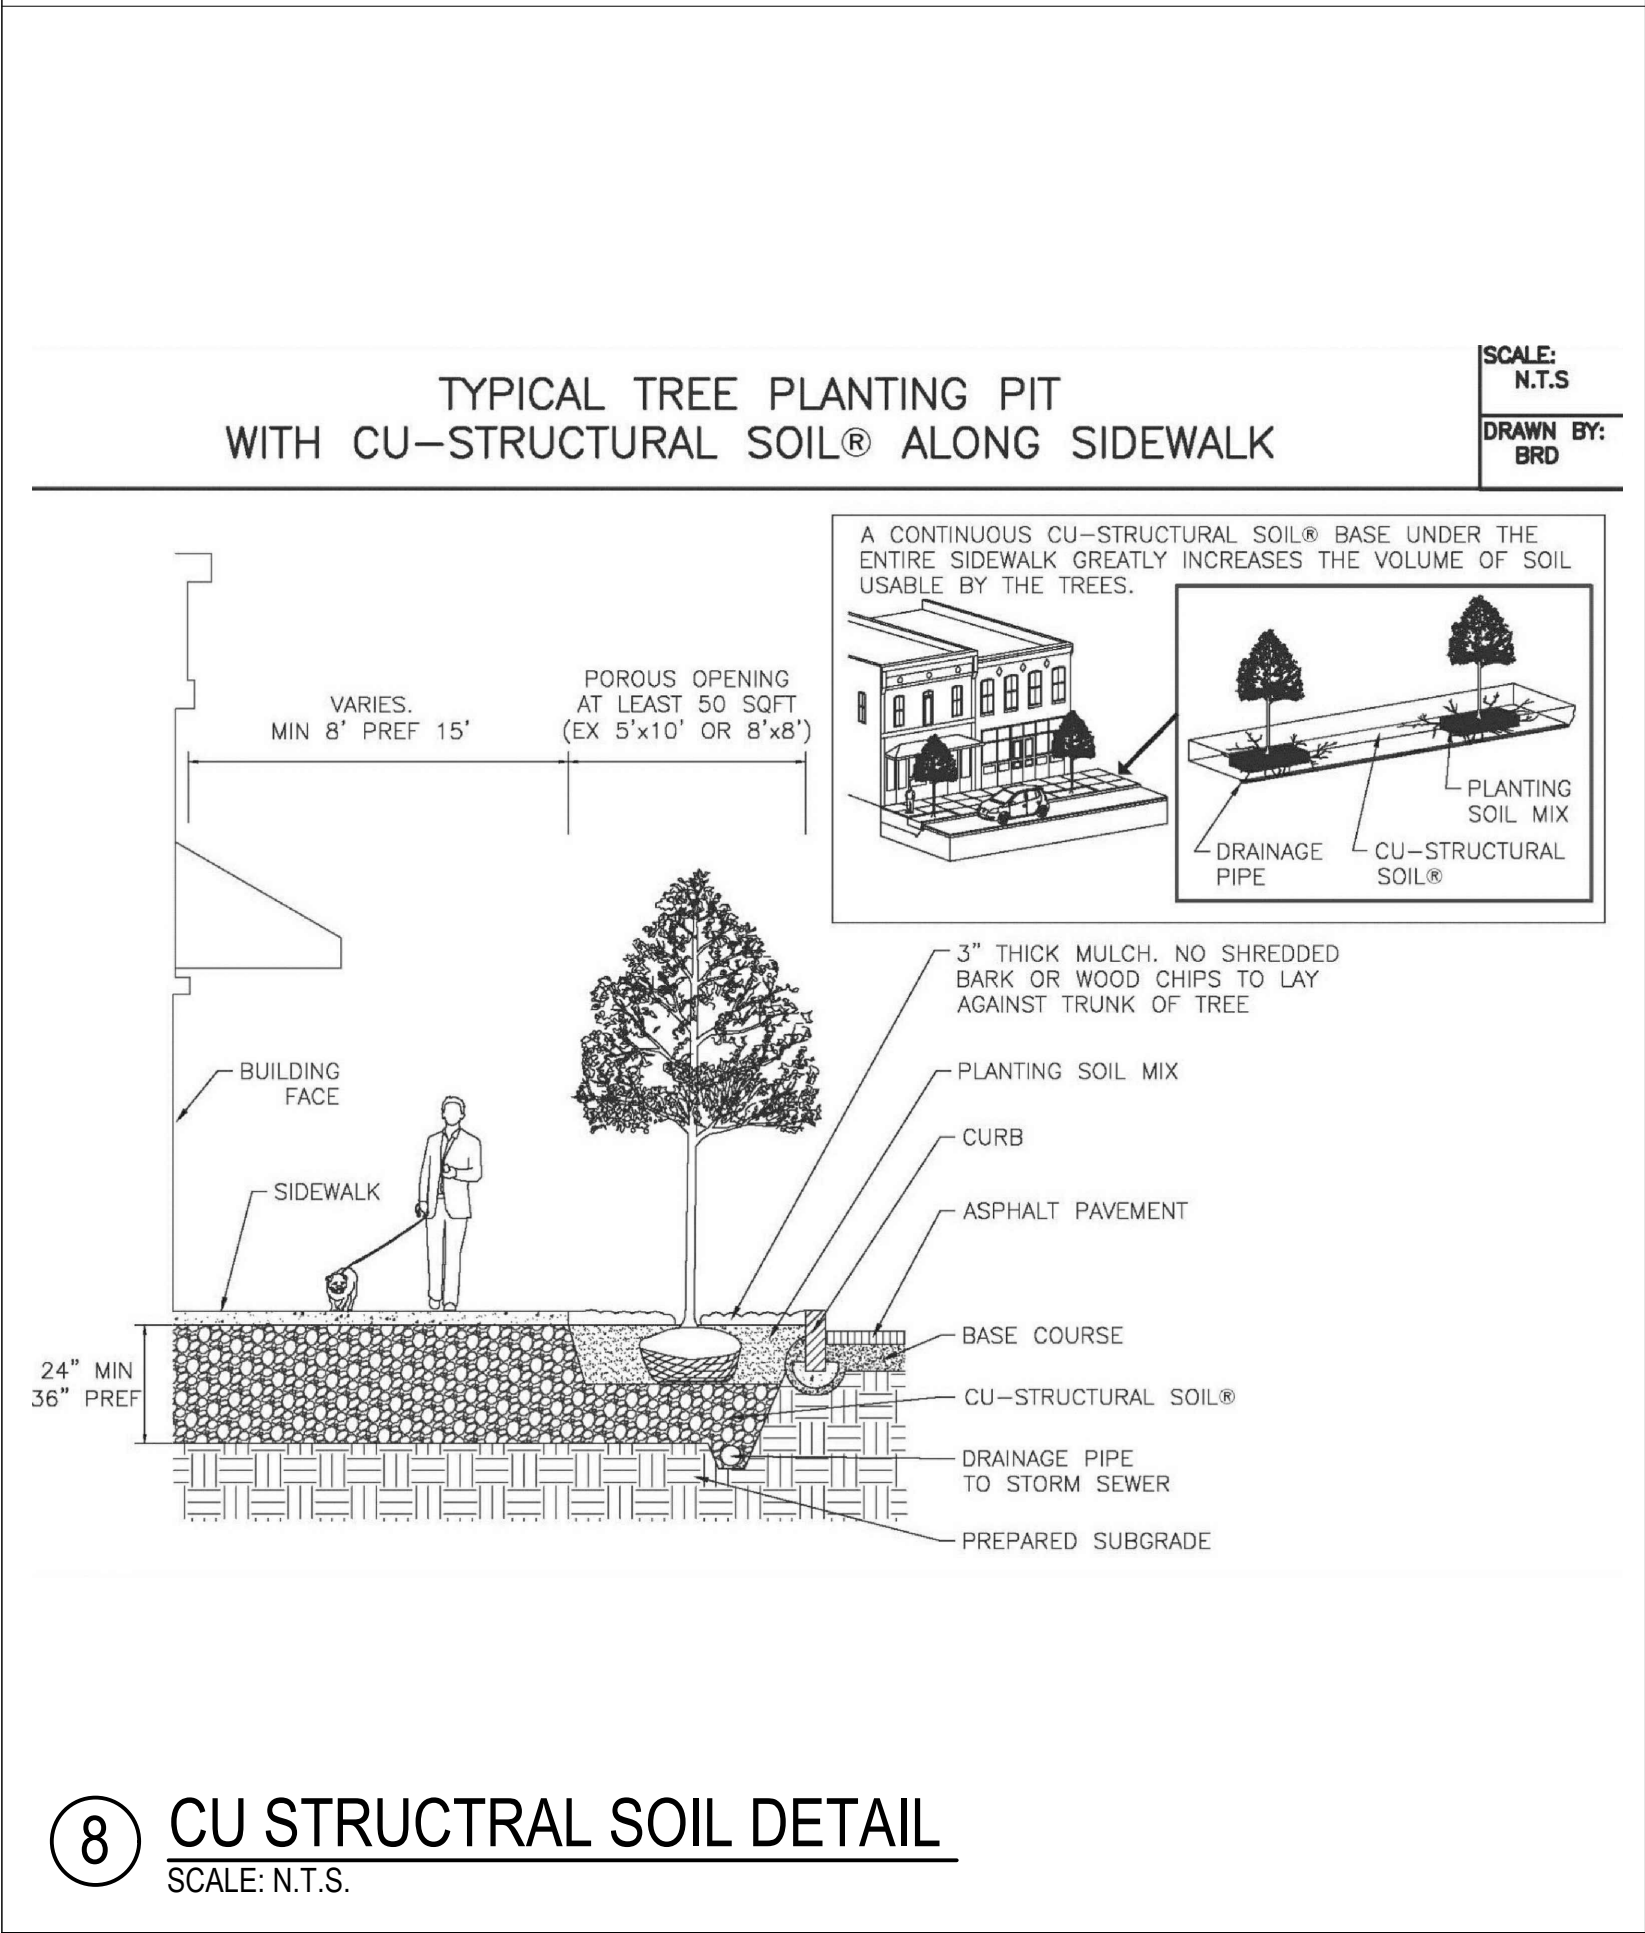 TYPICAL TREE PLANTING PIT
WITH CU–STRUCTURAL SOIL® ALONG SIDEWALK
SCALE:
N.T.S
DRAWN BY:
BRD
A CONTINUOUS CU–STRUCTURAL SOIL® BASE UNDER THE
ENTIRE SIDEWALK GREATLY INCREASES THE VOLUME OF SOIL
USABLE BY THE TREES.
PLANTING
SOIL MIX
DRAINAGE
PIPE
CU–STRUCTURAL
SOIL®
VARIES.
MIN 8' PREF 15'
POROUS OPENING
AT LEAST 50 SQFT
(EX 5'x10' OR 8'x8')
3" THICK MULCH. NO SHREDDED
BARK OR WOOD CHIPS TO LAY
AGAINST TRUNK OF TREE
BUILDING
FACE
PLANTING SOIL MIX
CURB
SIDEWALK
ASPHALT PAVEMENT
BASE COURSE
24" MIN
36" PREF
CU–STRUCTURAL SOIL®
DRAINAGE PIPE
TO STORM SEWER
PREPARED SUBGRADE
8
CU STRUCTRAL SOIL DETAIL
SCALE: N.T.S.